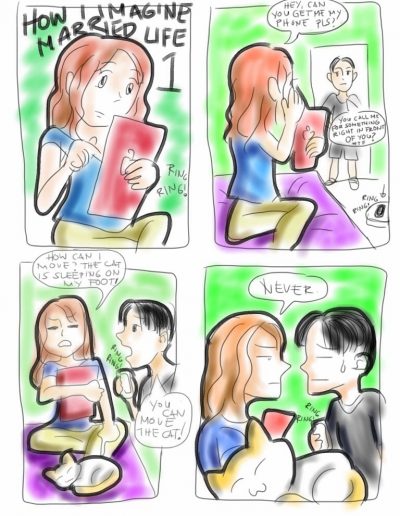 HOW I IMAGINE
MARRIED LIFE
1
RING
RING!
HEY, CAN
YOU GET ME MY
PHONE PLS?
YOU CALL ME
FOR SOMETHING
RIGHT IN FRONT
OF YOU?
WTF
RING
RING!
HOW CAN I
MOVE? THE CAT
IS SLEEPING ON
MY FOOT!
RING
RING!
YOU
CAN
MOVE
THE CAT!
NEVER
RING
RING!